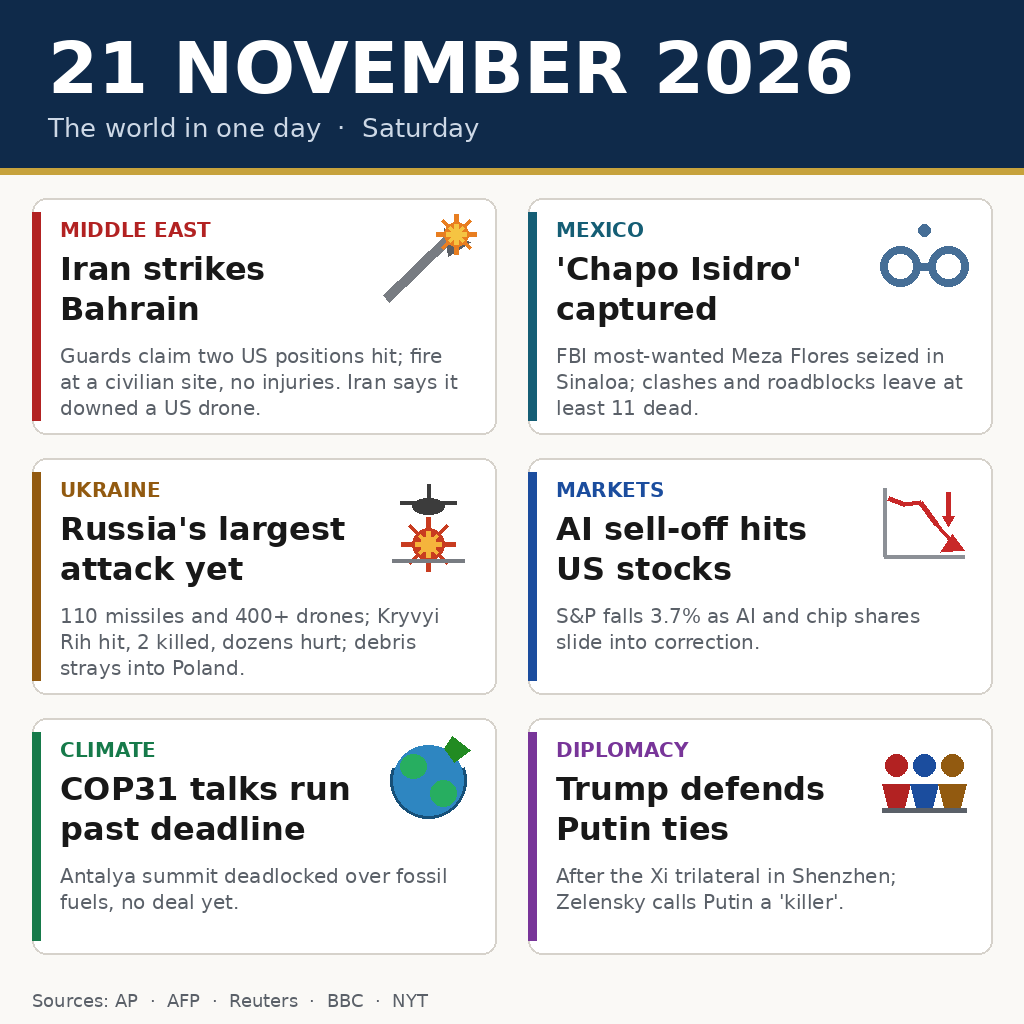 21 NOVEMBER 2026
The world in one day · Saturday
MIDDLE EAST
Iran strikes
Bahrain
Guards claim two US positions hit; fire
at a civilian site, no injuries. Iran says it
downed a US drone.
MEXICO
'Chapo Isidro'
captured
FBI most-wanted Meza Flores seized in
Sinaloa; clashes and roadblocks leave at
least 11 dead.
UKRAINE
Russia's largest
attack yet
110 missiles and 400+ drones; Kryvyi
Rih hit, 2 killed, dozens hurt; debris
strays into Poland.
MARKETS
AI sell-off hits
US stocks
S&P falls 3.7% as AI and chip shares
slide into correction.
CLIMATE
COP31 talks run
past deadline
Antalya summit deadlocked over fossil
fuels, no deal yet.
DIPLOMACY
Trump defends
Putin ties
After the Xi trilateral in Shenzhen;
Zelensky calls Putin a 'killer'.
Sources: AP · AFP · Reuters · BBC · NYT